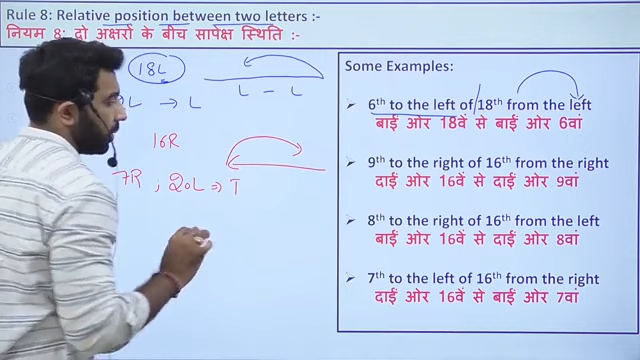 Rule 8: Relative position between two letters :-
नियम 8: दो अक्षरों के बीच सापेक्ष स्थिति :-
18L
L → L
L - L
16R
7R , 20L ⇒ T
Some Examples:
➤ 6th to the left of 18th from the left
बाईं ओर 18वें से बाईं ओर 6वां
➤ 9th to the right of 16th from the right
दाईं ओर 16वें से दाईं ओर 9वां
➤ 8th to the right of 16th from the left
बाईं ओर 16वें से दाईं ओर 8वां
➤ 7th to the left of 16th from the right
दाईं ओर 16वें से बाईं ओर 7वां